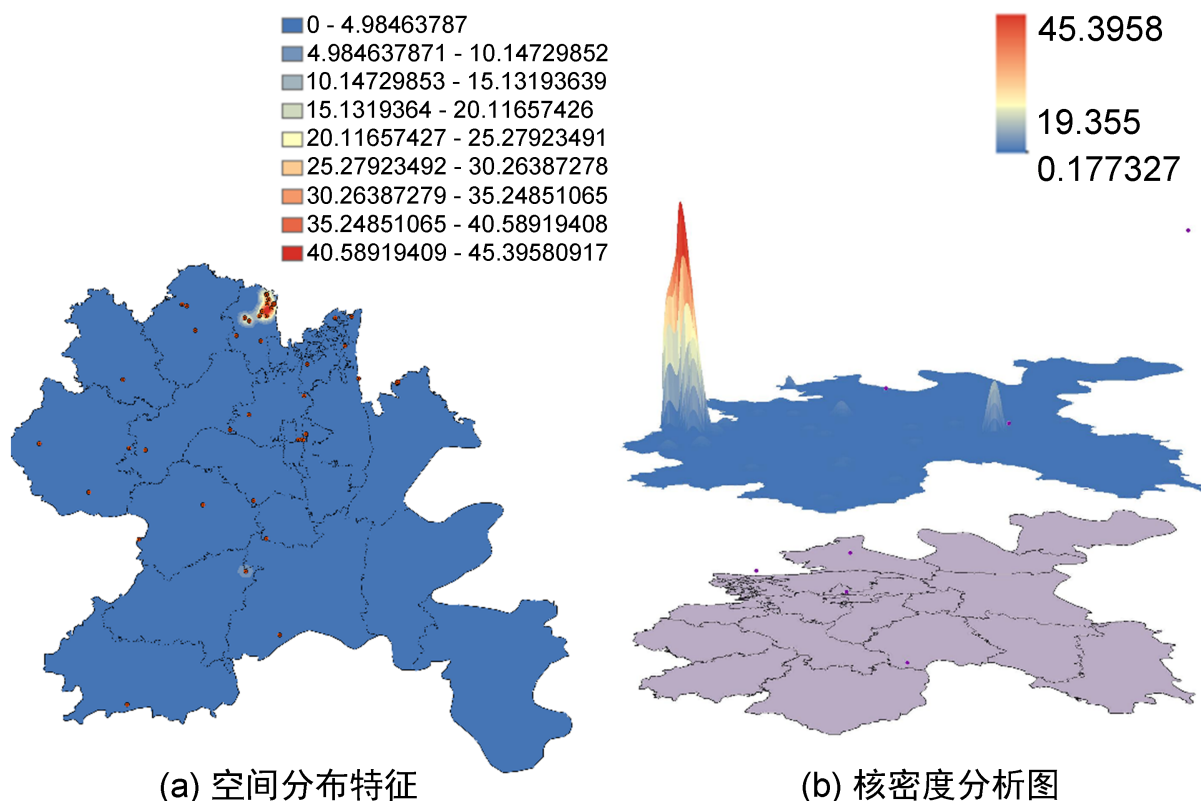 0 - 4.98463787
4.984637871 - 10.14729852
10.14729853 - 15.13193639
15.1319364 - 20.11657426
20.11657427 - 25.27923491
25.27923492 - 30.26387278
30.26387279 - 35.24851065
35.24851065 - 40.58919408
40.58919409 - 45.39580917
45.3958
19.355
0.177327
(a) 空间分布特征
(b) 核密度分析图